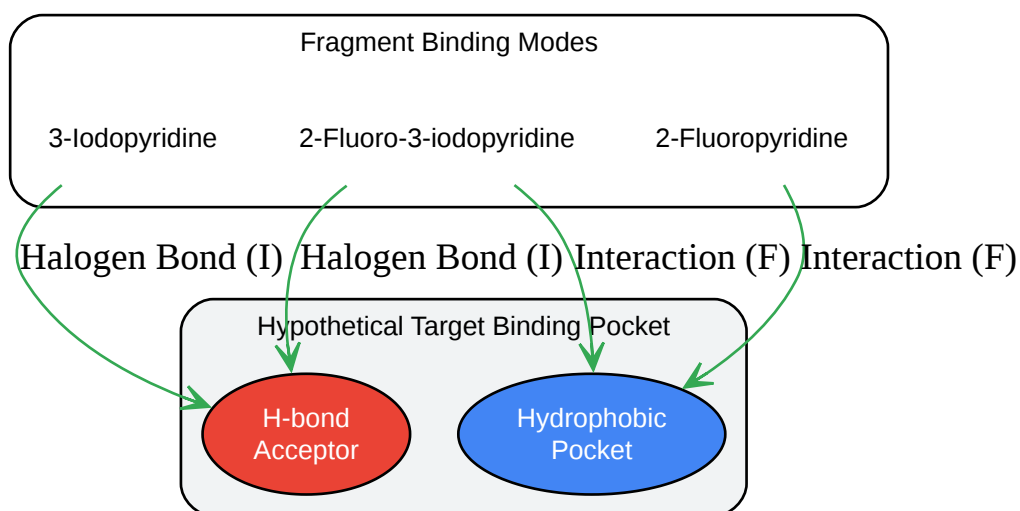 Fragment Binding Modes
3-Iodopyridine
2-Fluoro-3-iodopyridine
2-Fluoropyridine
Halogen Bond (I)
Halogen Bond (I)
Interaction (F)
Interaction (F)
Hypothetical Target Binding Pocket
H-bond
Acceptor
Hydrophobic
Pocket